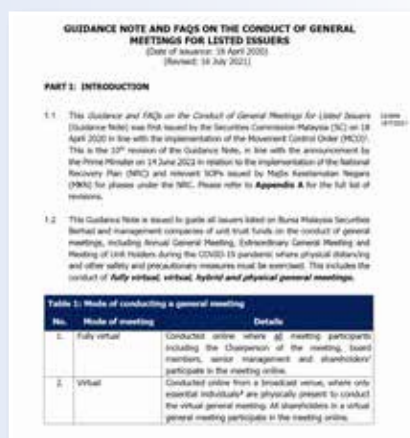 GUIDANCE NOTE AND FAQS ON THE CONDUCT OF GENERAL
MEETINGS FOR LISTED ISSUERS
(Date of issuance: 18 April 2020)
(Revised: 16 July 2021)
PART 1: INTRODUCTION
1.1 This Guidance and FAQs on the Conduct of General Meetings for Listed Issuers
(Guidance Note) was first issued by the Securities Commission Malaysia (SC) on 18
April 2020 in line with the implementation of the Movement Control Order (MCO)¹.
This is the 10th revision of the Guidance Note, in line with the announcement by
the Prime Minister on 14 June 2021 in relation to the implementation of the National
Recovery Plan (NRC) and relevant SOPs issued by Majlis Keselamatan Negara
(MKN) for phases under the NRC. Please refer to Appendix A for the full list of
revisions.
1.2 This Guidance Note is issued to guide all issuers listed on Bursa Malaysia Securities
Berhad and management companies of unit trust funds on the conduct of general
meetings, including Annual General Meeting, Extraordinary General Meeting and
Meeting of Unit Holders during the COVID-19 pandemic where physical distancing
and other safety and precautionary measures must be exercised. This includes the
conduct of fully virtual, virtual, hybrid and physical general meetings.
Table 1: Mode of conducting a general meeting
No. Mode of meeting Details
1. Fully virtual Conducted online where all meeting participants
including the Chairperson of the meeting, board
members, senior management and shareholders'
participate in the meeting online.
2. Virtual Conducted online from a broadcast venue, where only
essential individuals² are physically present to conduct
the virtual general meeting. All shareholders in a virtual
general meeting participate in the meeting online.